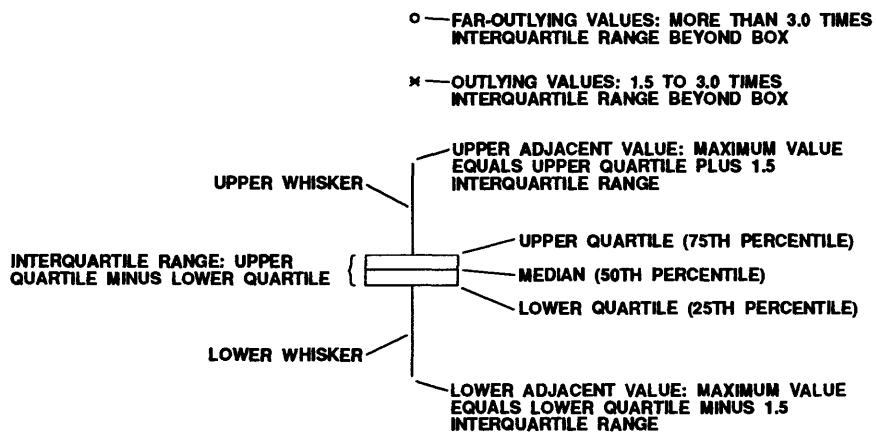 FAR-OUTLYING VALUES: MORE THAN 3.0 TIMES
INTERQUARTILE RANGE BEYOND BOX
OUTLYING VALUES: 1.5 TO 3.0 TIMES
INTERQUARTILE RANGE BEYOND BOX
UPPER ADJACENT VALUE: MAXIMUM VALUE
EQUALS UPPER QUARTILE PLUS 1.5
INTERQUARTILE RANGE
UPPER WHISKER
UPPER QUARTILE (75TH PERCENTILE)
INTERQUARTILE RANGE: UPPER
QUARTILE MINUS LOWER QUARTILE
MEDIAN (50TH PERCENTILE)
LOWER QUARTILE (25TH PERCENTILE)
LOWER WHISKER
LOWER ADJACENT VALUE: MAXIMUM VALUE
EQUALS LOWER QUARTILE MINUS 1.5
INTERQUARTILE RANGE